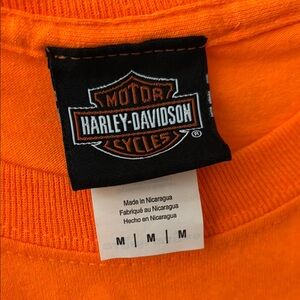 MOTOR
HARLEY-DAVIDSON
CYCLES
®
Made in Nicaragua
Fabriqué au Nicaragua
Hecho en Nicaragua
M | M | M